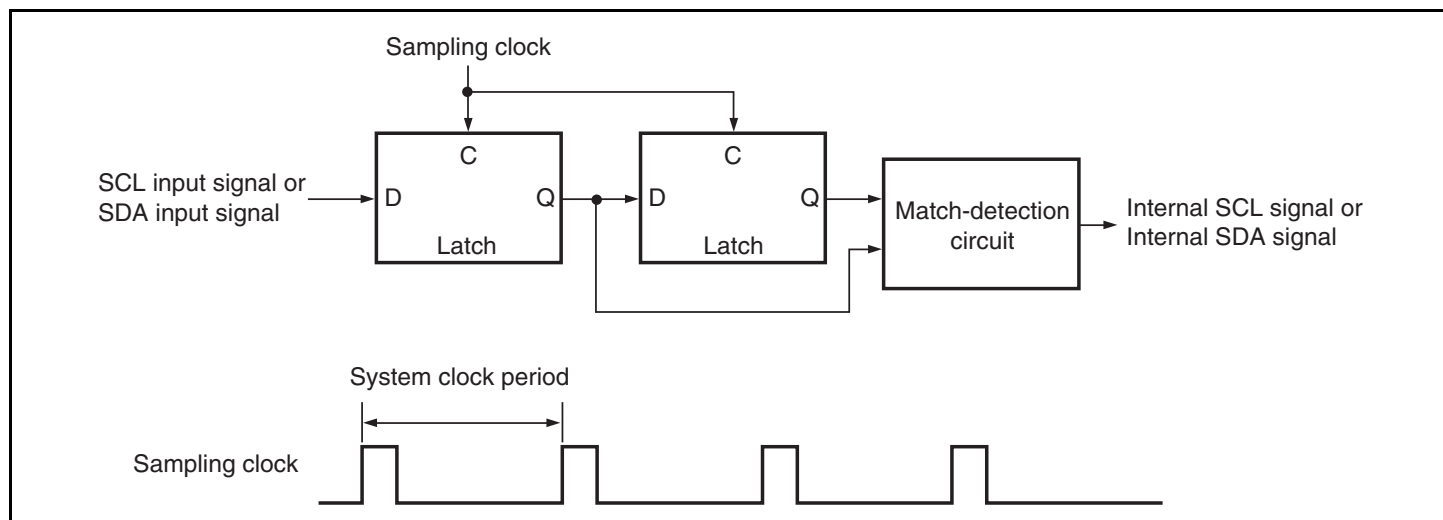 Sampling clock
C
C
SCL input signal or
SDA input signal
D
Q
D
Q
Latch
Latch
Match-detection
circuit
Internal SCL signal or
Internal SDA signal
System clock period
Sampling clock